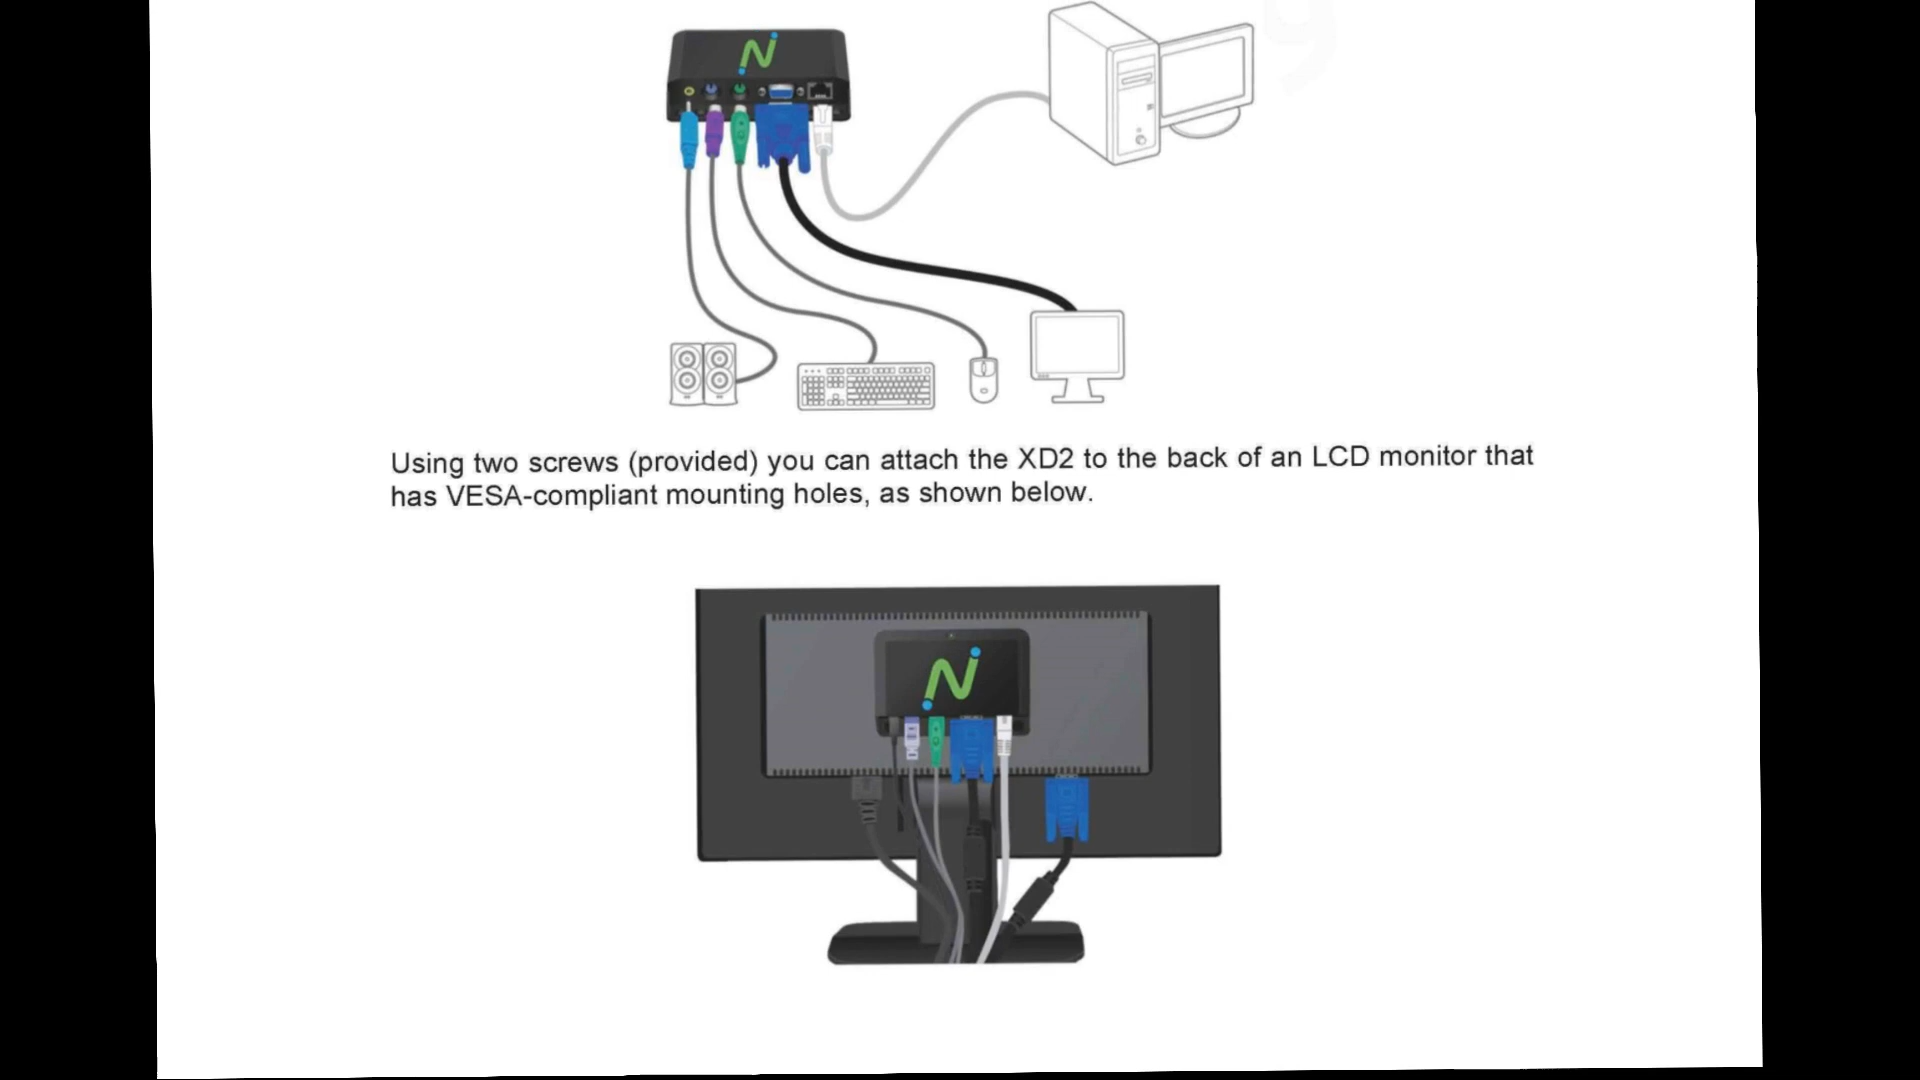 Using two screws (provided) you can attach the XD2 to the back of an LCD monitor that
has VESA-compliant mounting holes, as shown below.